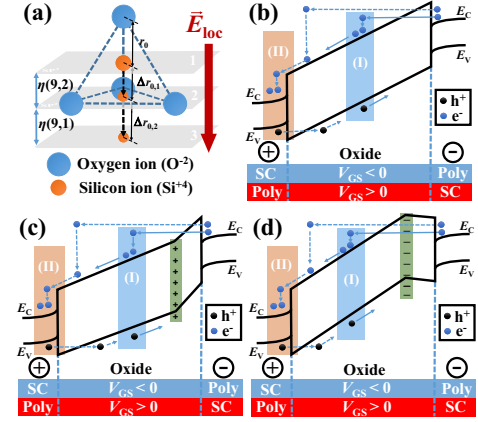 (a)
E⃗loc
r0
1
η(9,2)
Δr0,1
2
η(9,1)
Δr0,2
3
Oxygen ion (O-2)
Silicon ion (Si+4)
(b)
(II)
(I)
EC
EV
EC
EV
h+
e-
+
Oxide
−
SC
VGS < 0
Poly
Poly
VGS > 0
SC
(c)
(II)
(I)
EC
EV
+ + + + + +
EC
EV
h+
e-
+
Oxide
−
SC
VGS < 0
Poly
Poly
VGS > 0
SC
(d)
(II)
(I)
EC
EV
− − − − − −
EC
EV
h+
e-
+
Oxide
−
SC
VGS < 0
Poly
Poly
VGS > 0
SC